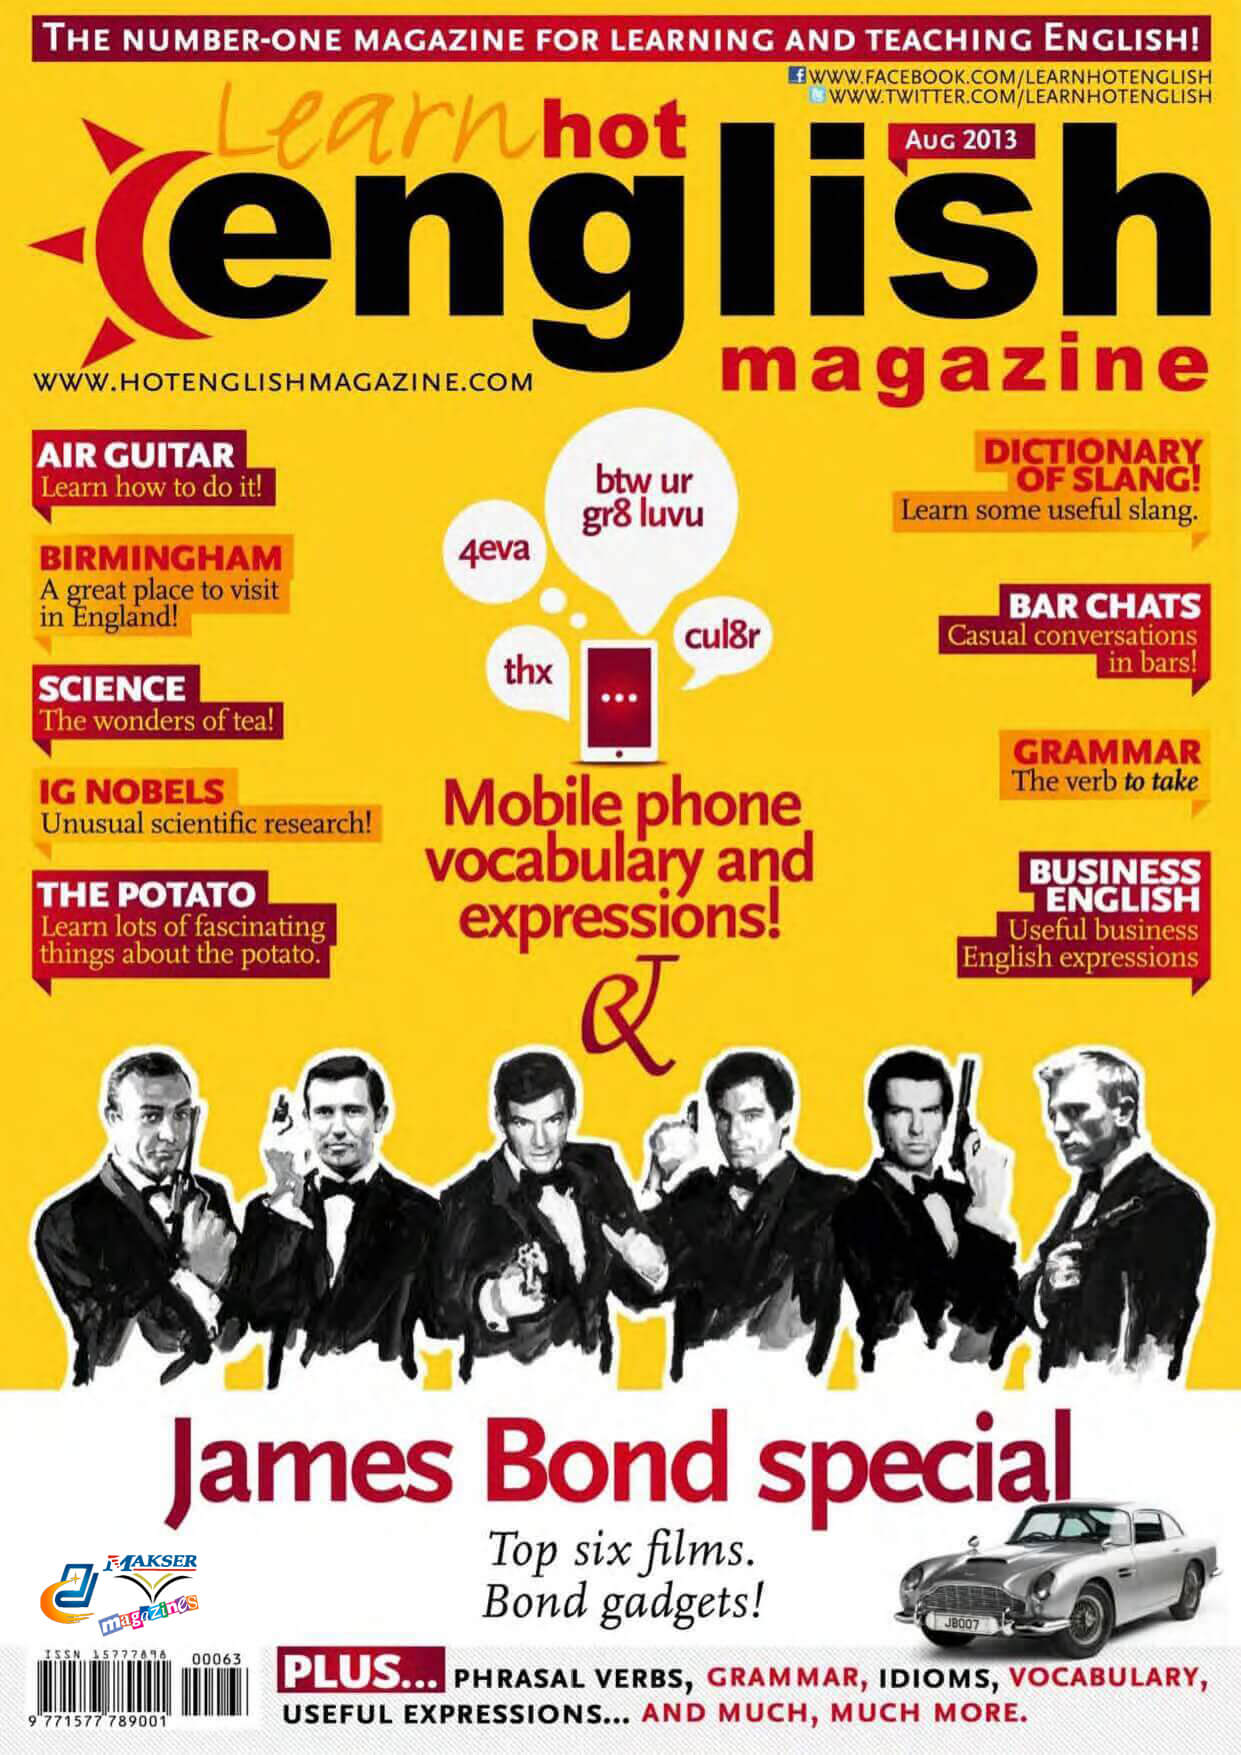 THE NUMBER-ONE MAGAZINE FOR LEARNING AND TEACHING ENGLISH!
WWW.FACEBOOK.COM/LEARNHOTENGLISH
WWW.TWITTER.COM/LEARNHOTENGLISH
Learn hot
AUG 2013
english
magazine
WWW.HOTENGLISHMAGAZINE.COM
AIR GUITAR
Learn how to do it!
BIRMINGHAM
A great place to visit
in England!
SCIENCE
The wonders of tea!
IG NOBELS
Unusual scientific research!
THE POTATO
Learn lots of fascinating
things about the potato.
btw ur
gr8 luvu
4eva
cul8r
thx
Mobile phone
vocabulary and
expressions!
&
DICTIONARY
OF SLANG!
Learn some useful slang.
BAR CHATS
Casual conversations
in bars!
GRAMMAR
The verb to take
BUSINESS
ENGLISH
Useful business
English expressions
James Bond special
Top six films.
Bond gadgets!
JB007
MAKSER
magazines
ISSN 15777898
00063
9 771577 789001
PLUS... PHRASAL VERBS, GRAMMAR, IDIOMS, VOCABULARY,
USEFUL EXPRESSIONS... AND MUCH, MUCH MORE.